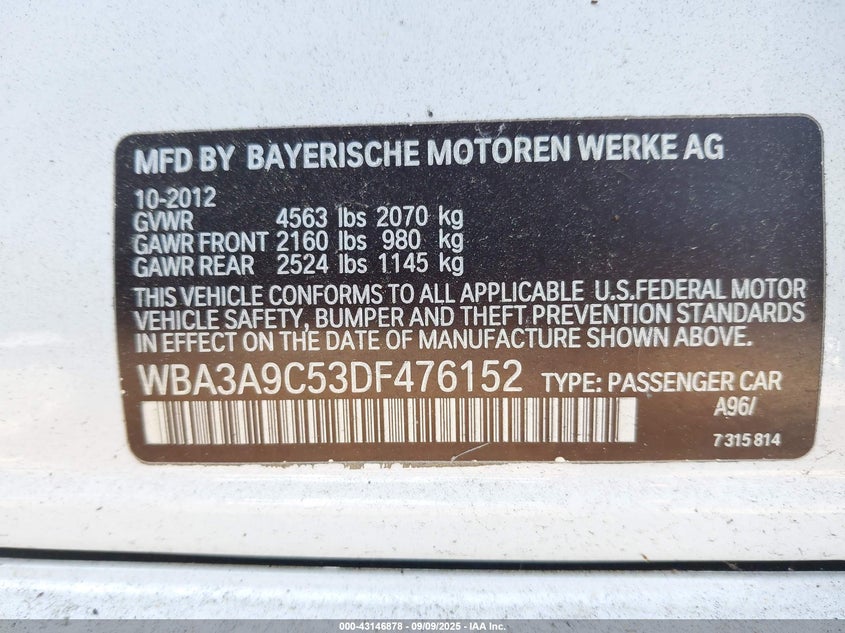 MFD BY BAYERISCHE MOTOREN WERKE AG
10-2012
GVWR 4563 lbs 2070 kg
GAWR FRONT 2160 lbs 980 kg
GAWR REAR 2524 lbs 1145 kg
THIS VEHICLE CONFORMS TO ALL APPLICABLE U.S.FEDERAL MOTOR
VEHICLE SAFETY, BUMPER AND THEFT PREVENTION STANDARDS
IN EFFECT ON THE DATE OF MANUFACTURE SHOWN ABOVE.
WBA3A9C53DF476152 TYPE: PASSENGER CAR
A96/
7 315 814
000-43146878 - 09/09/2025 - IAA Inc.